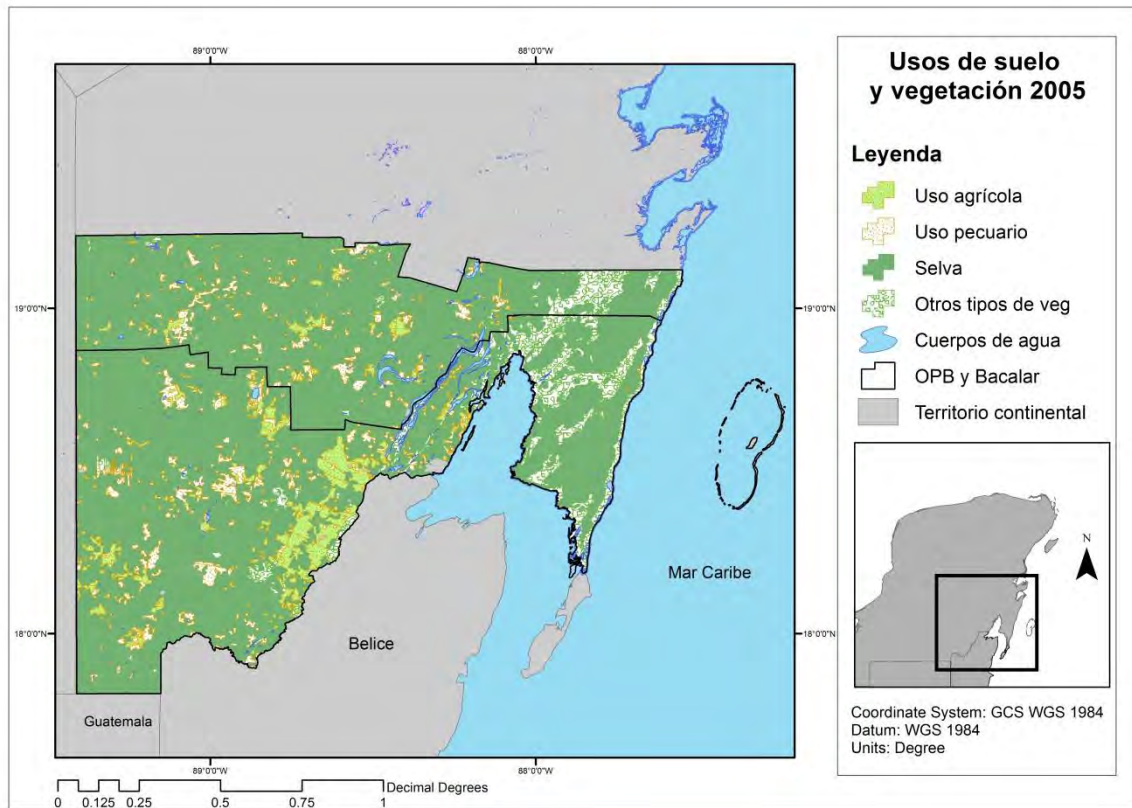 Usos de suelo
y vegetación 2005
Leyenda
Uso agrícola
Uso pecuario
Selva
Otros tipos de veg
Cuerpos de agua
OPB y Bacalar
Territorio continental
N
Coordinate System: GCS WGS 1984
Datum: WGS 1984
Units: Degree
89°0'0"W
88°0'0"W
19°0'0"N
19°0'0"N
18°0'0"N
18°0'0"N
Mar Caribe
Belice
Guatemala
89°0'0"W
88°0'0"W
0 0.125 0.25 0.5 0.75 1
Decimal Degrees